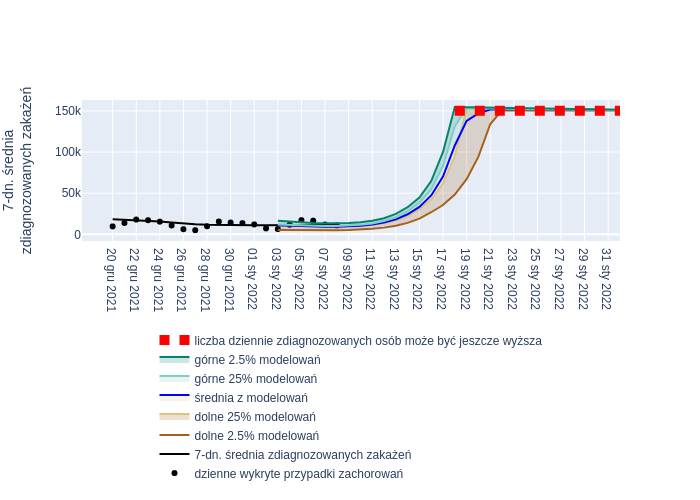 7-dn. średnia
zdiagnozowanych zakażeń
150k
100k
50k
0
20 gru 2021
22 gru 2021
24 gru 2021
26 gru 2021
28 gru 2021
30 gru 2021
01 sty 2022
03 sty 2022
05 sty 2022
07 sty 2022
09 sty 2022
11 sty 2022
13 sty 2022
15 sty 2022
17 sty 2022
19 sty 2022
21 sty 2022
23 sty 2022
25 sty 2022
27 sty 2022
29 sty 2022
31 sty 2022
liczba dziennie zdiagnozowanych osób może być jeszcze wyższa
górne 2.5% modelowań
górne 25% modelowań
średnia z modelowań
dolne 25% modelowań
dolne 2.5% modelowań
7-dn. średnia zdiagnozowanych zakażeń
dzienne wykryte przypadki zachorowań